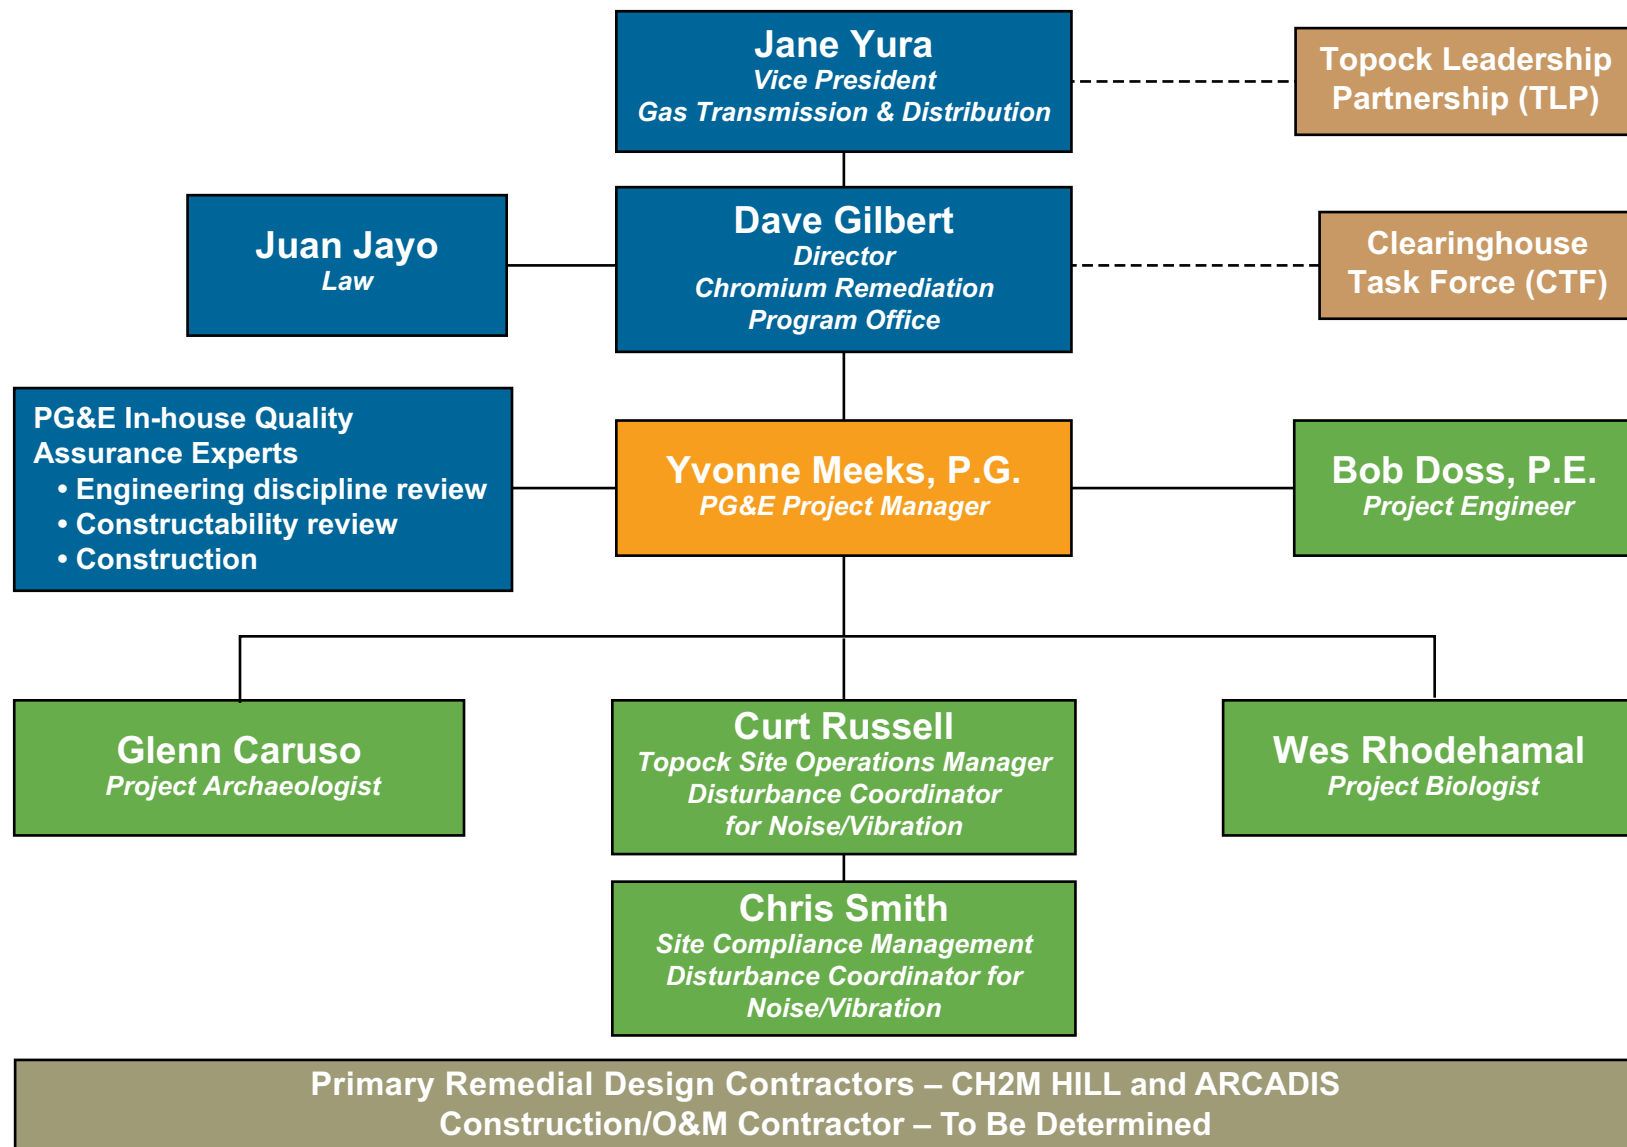 Jane Yura
Vice President
Gas Transmission & Distribution
Topock Leadership
Partnership (TLP)
Juan Jayo
Law
Dave Gilbert
Director
Chromium Remediation
Program Office
Clearinghouse
Task Force (CTF)
PG&E In-house Quality
Assurance Experts
• Engineering discipline review
• Constructability review
• Construction
Yvonne Meeks, P.G.
PG&E Project Manager
Bob Doss, P.E.
Project Engineer
Glenn Caruso
Project Archaeologist
Curt Russell
Topock Site Operations Manager
Disturbance Coordinator
for Noise/Vibration
Wes Rhodehamal
Project Biologist
Chris Smith
Site Compliance Management
Disturbance Coordinator for
Noise/Vibration
Primary Remedial Design Contractors – CH2M HILL and ARCADIS
Construction/O&M Contractor – To Be Determined